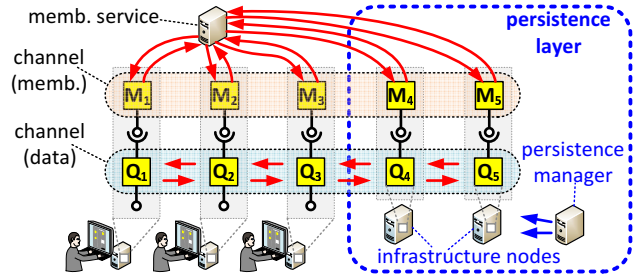 memb. service
persistence
layer
channel
(memb.)
M1 M2 M3 M4 M5
channel
(data)
Q1 Q2 Q3 Q4 Q5
persistence
manager
infrastructure nodes